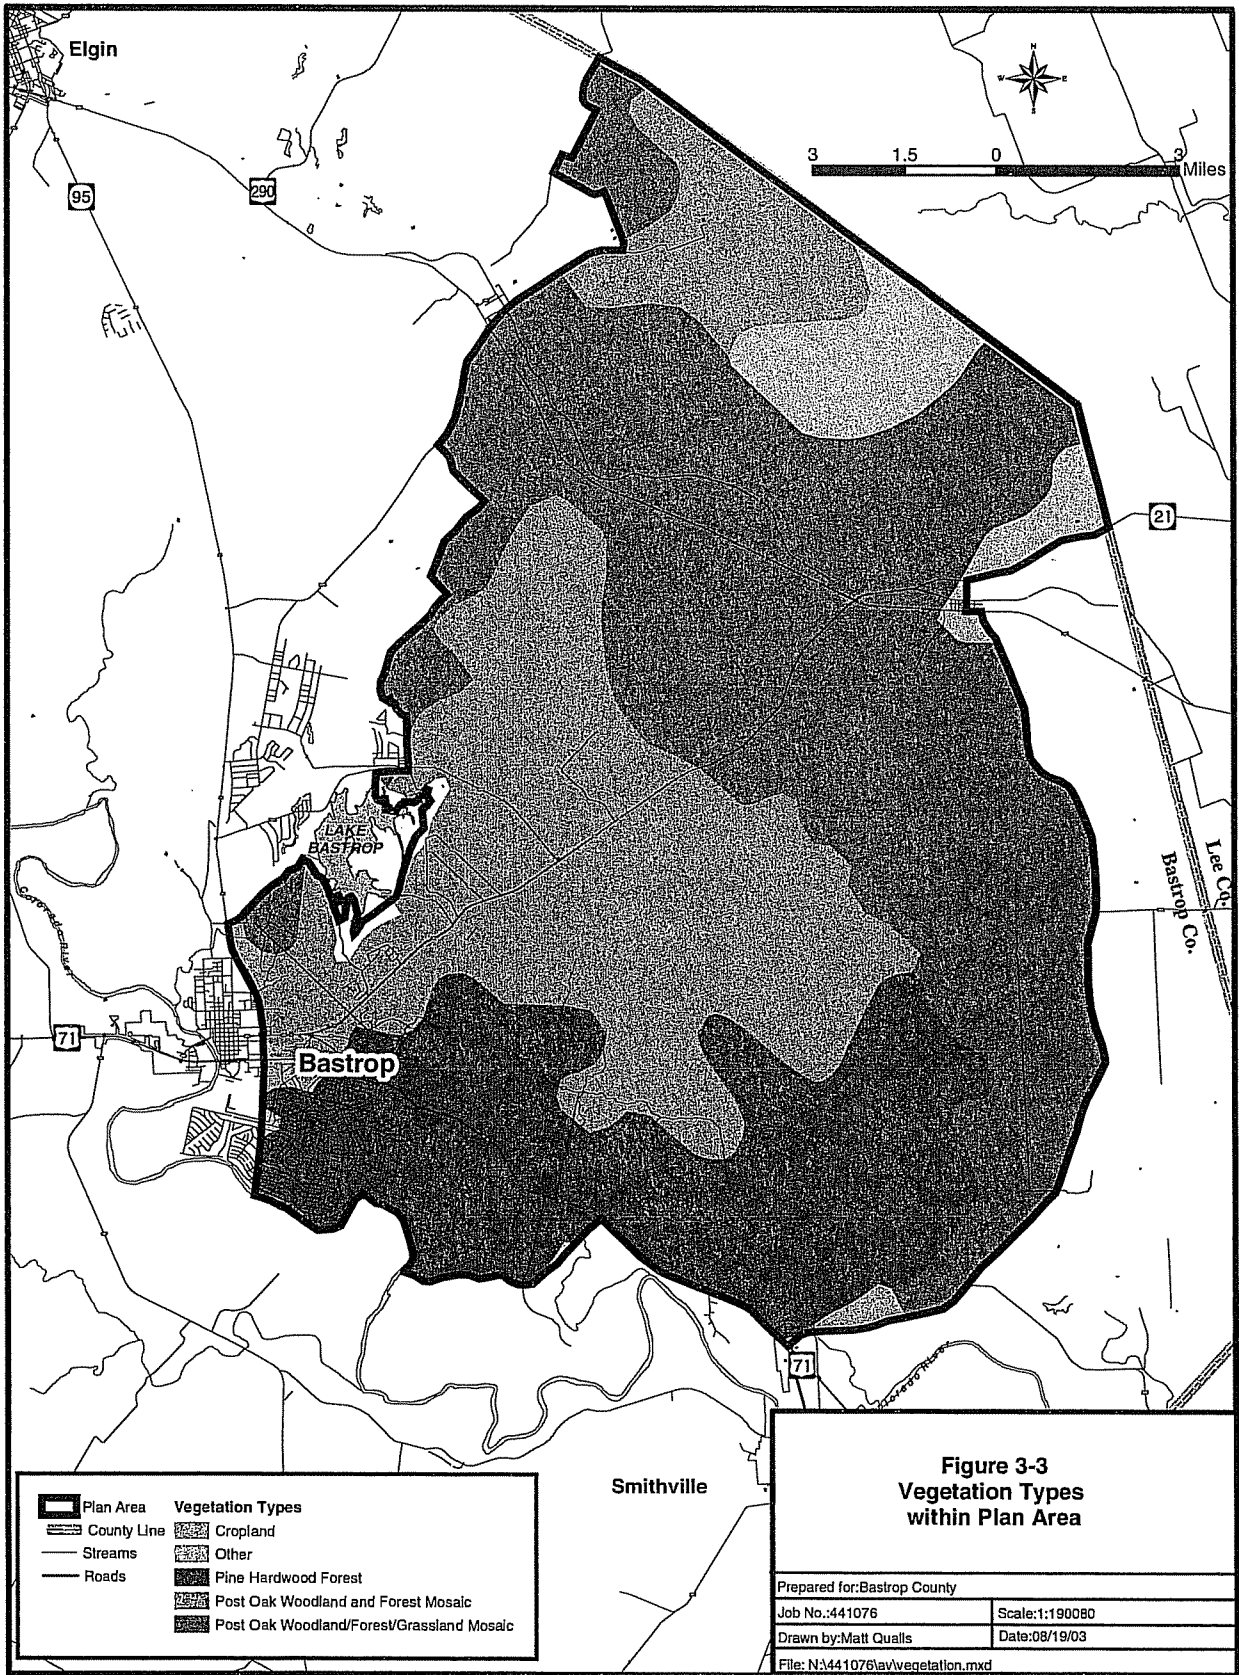 Elgin
N
W
E
S
95
290
3 1.5 0 3
Miles
21
LAKE
BASTROP
Lee Co.
Bastrop Co.
Colorado River
71
Bastrop
71
Colorado River
Smithville
Plan Area
County Line
Streams
Roads
Vegetation Types
Cropland
Other
Pine Hardwood Forest
Post Oak Woodland and Forest Mosaic
Post Oak Woodland/Forest/Grassland Mosaic
Figure 3-3
Vegetation Types
within Plan Area
Prepared for:Bastrop County
Job No.:441076
Scale:1:190080
Drawn by:Matt Qualls
Date:08/19/03
File: N:\441076\av\vegetation.mxd